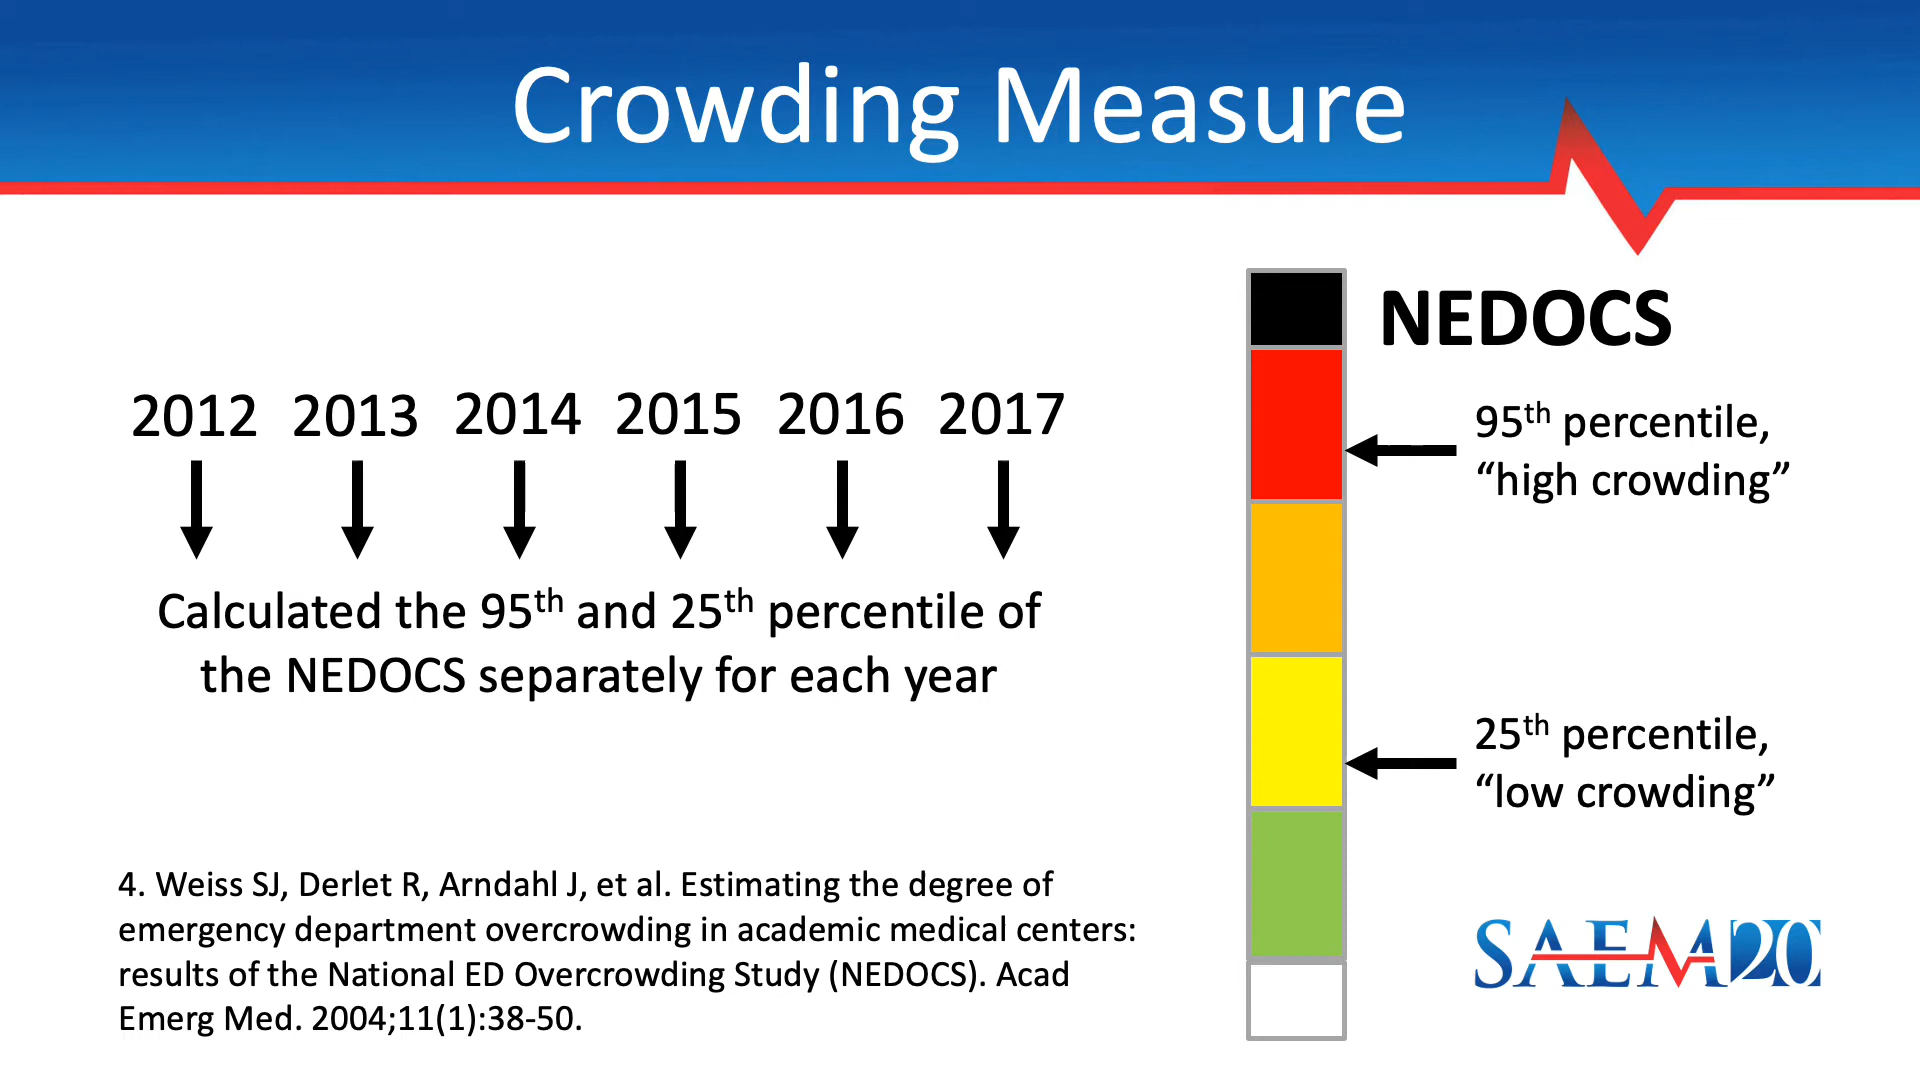 Crowding Measure
NEDOCS
2012 2013 2014 2015 2016 2017
95th percentile,
“high crowding”
Calculated the 95th and 25th percentile of
the NEDOCS separately for each year
25th percentile,
“low crowding”
4. Weiss SJ, Derlet R, Arndahl J, et al. Estimating the degree of
emergency department overcrowding in academic medical centers:
results of the National ED Overcrowding Study (NEDOCS). Acad
Emerg Med. 2004;11(1):38-50.
SAEM20